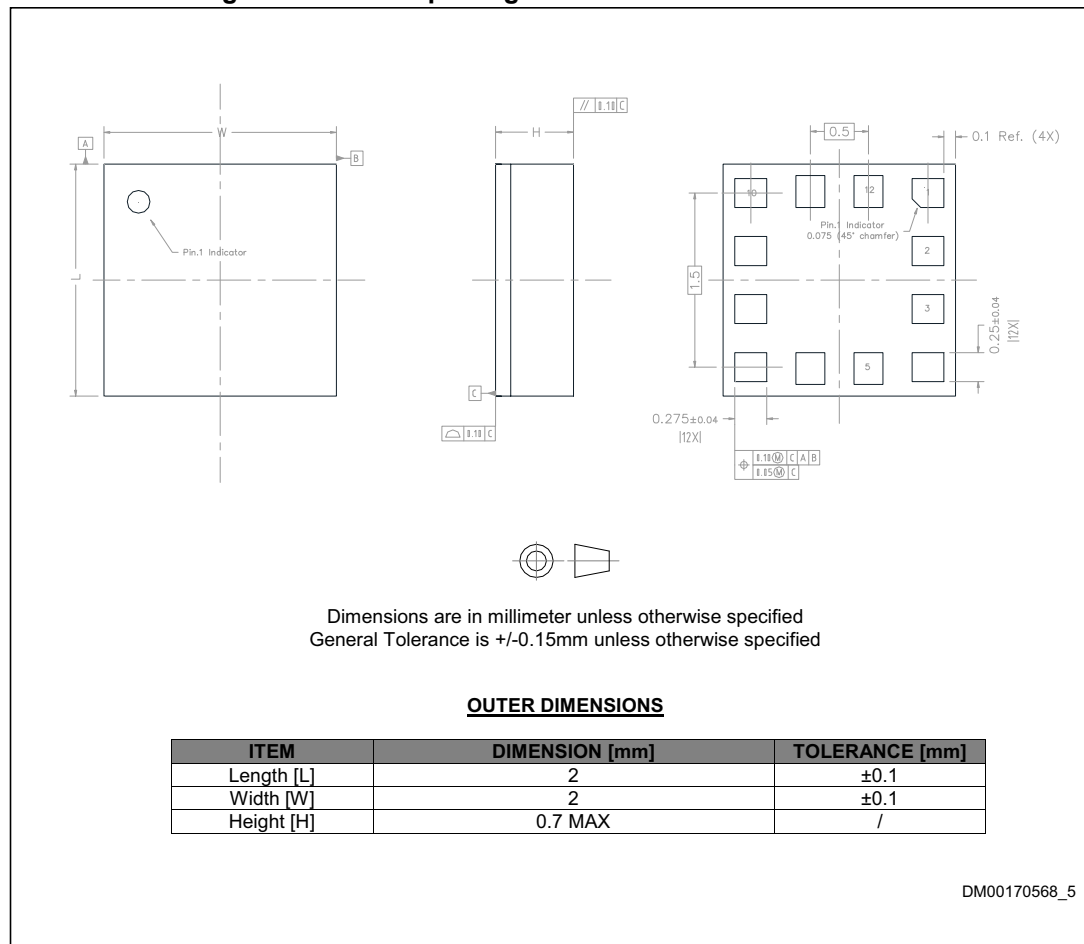 W
A
B
Pin.1 Indicator
L
H
// 0.10 C
C
0.10 C
0.5
0.1 Ref. (4X)
10
12
1
Pin.1 Indicator
0.075 (45° chamfer)
2
1.5
3
0.25±0.04
|12X|
5
0.275±0.04
|12X|
0.10 Ⓜ C A B
0.05 Ⓜ C
Dimensions are in millimeter unless otherwise specified
General Tolerance is +/-0.15mm unless otherwise specified
OUTER DIMENSIONS
ITEM DIMENSION [mm] TOLERANCE [mm]
Length [L] 2 ±0.1
Width [W] 2 ±0.1
Height [H] 0.7 MAX /
DM00170568_5